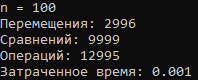 n = 100
Перемещения: 2996
Сравнений: 9999
Операций: 12995
Затраченное время: 0.001